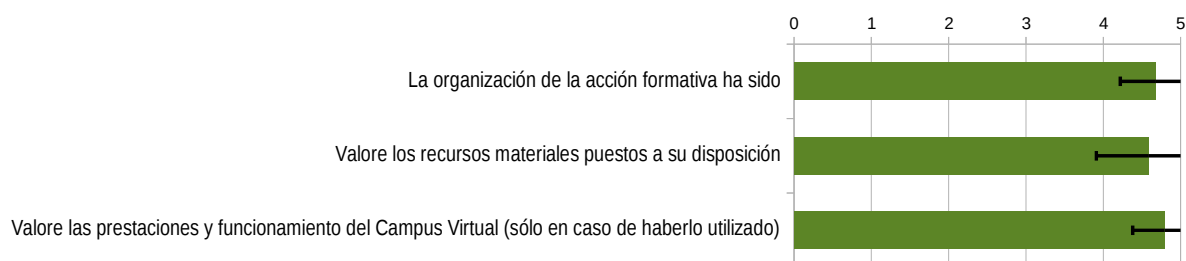 0 1 2 3 4 5
La organización de la acción formativa ha sido
Valore los recursos materiales puestos a su disposición
Valore las prestaciones y funcionamiento del Campus Virtual (sólo en caso de haberlo utilizado)